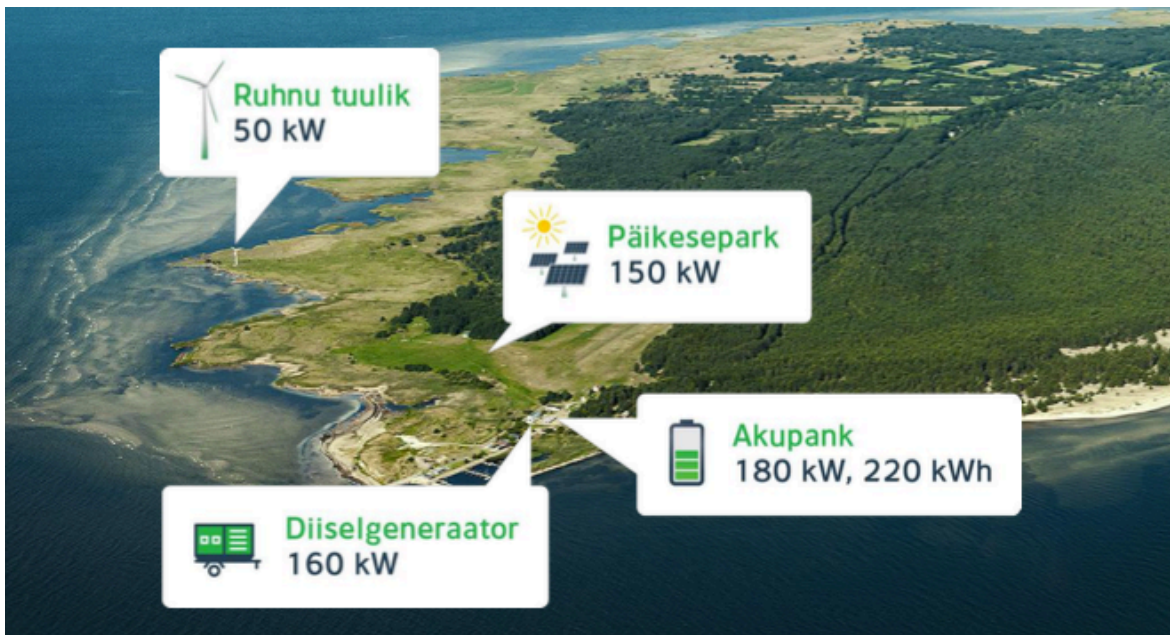 Ruhnu tuulik
50 kW
Päikesepark
150 kW
Akupank
180 kW, 220 kWh
Diiselgeneraator
160 kW